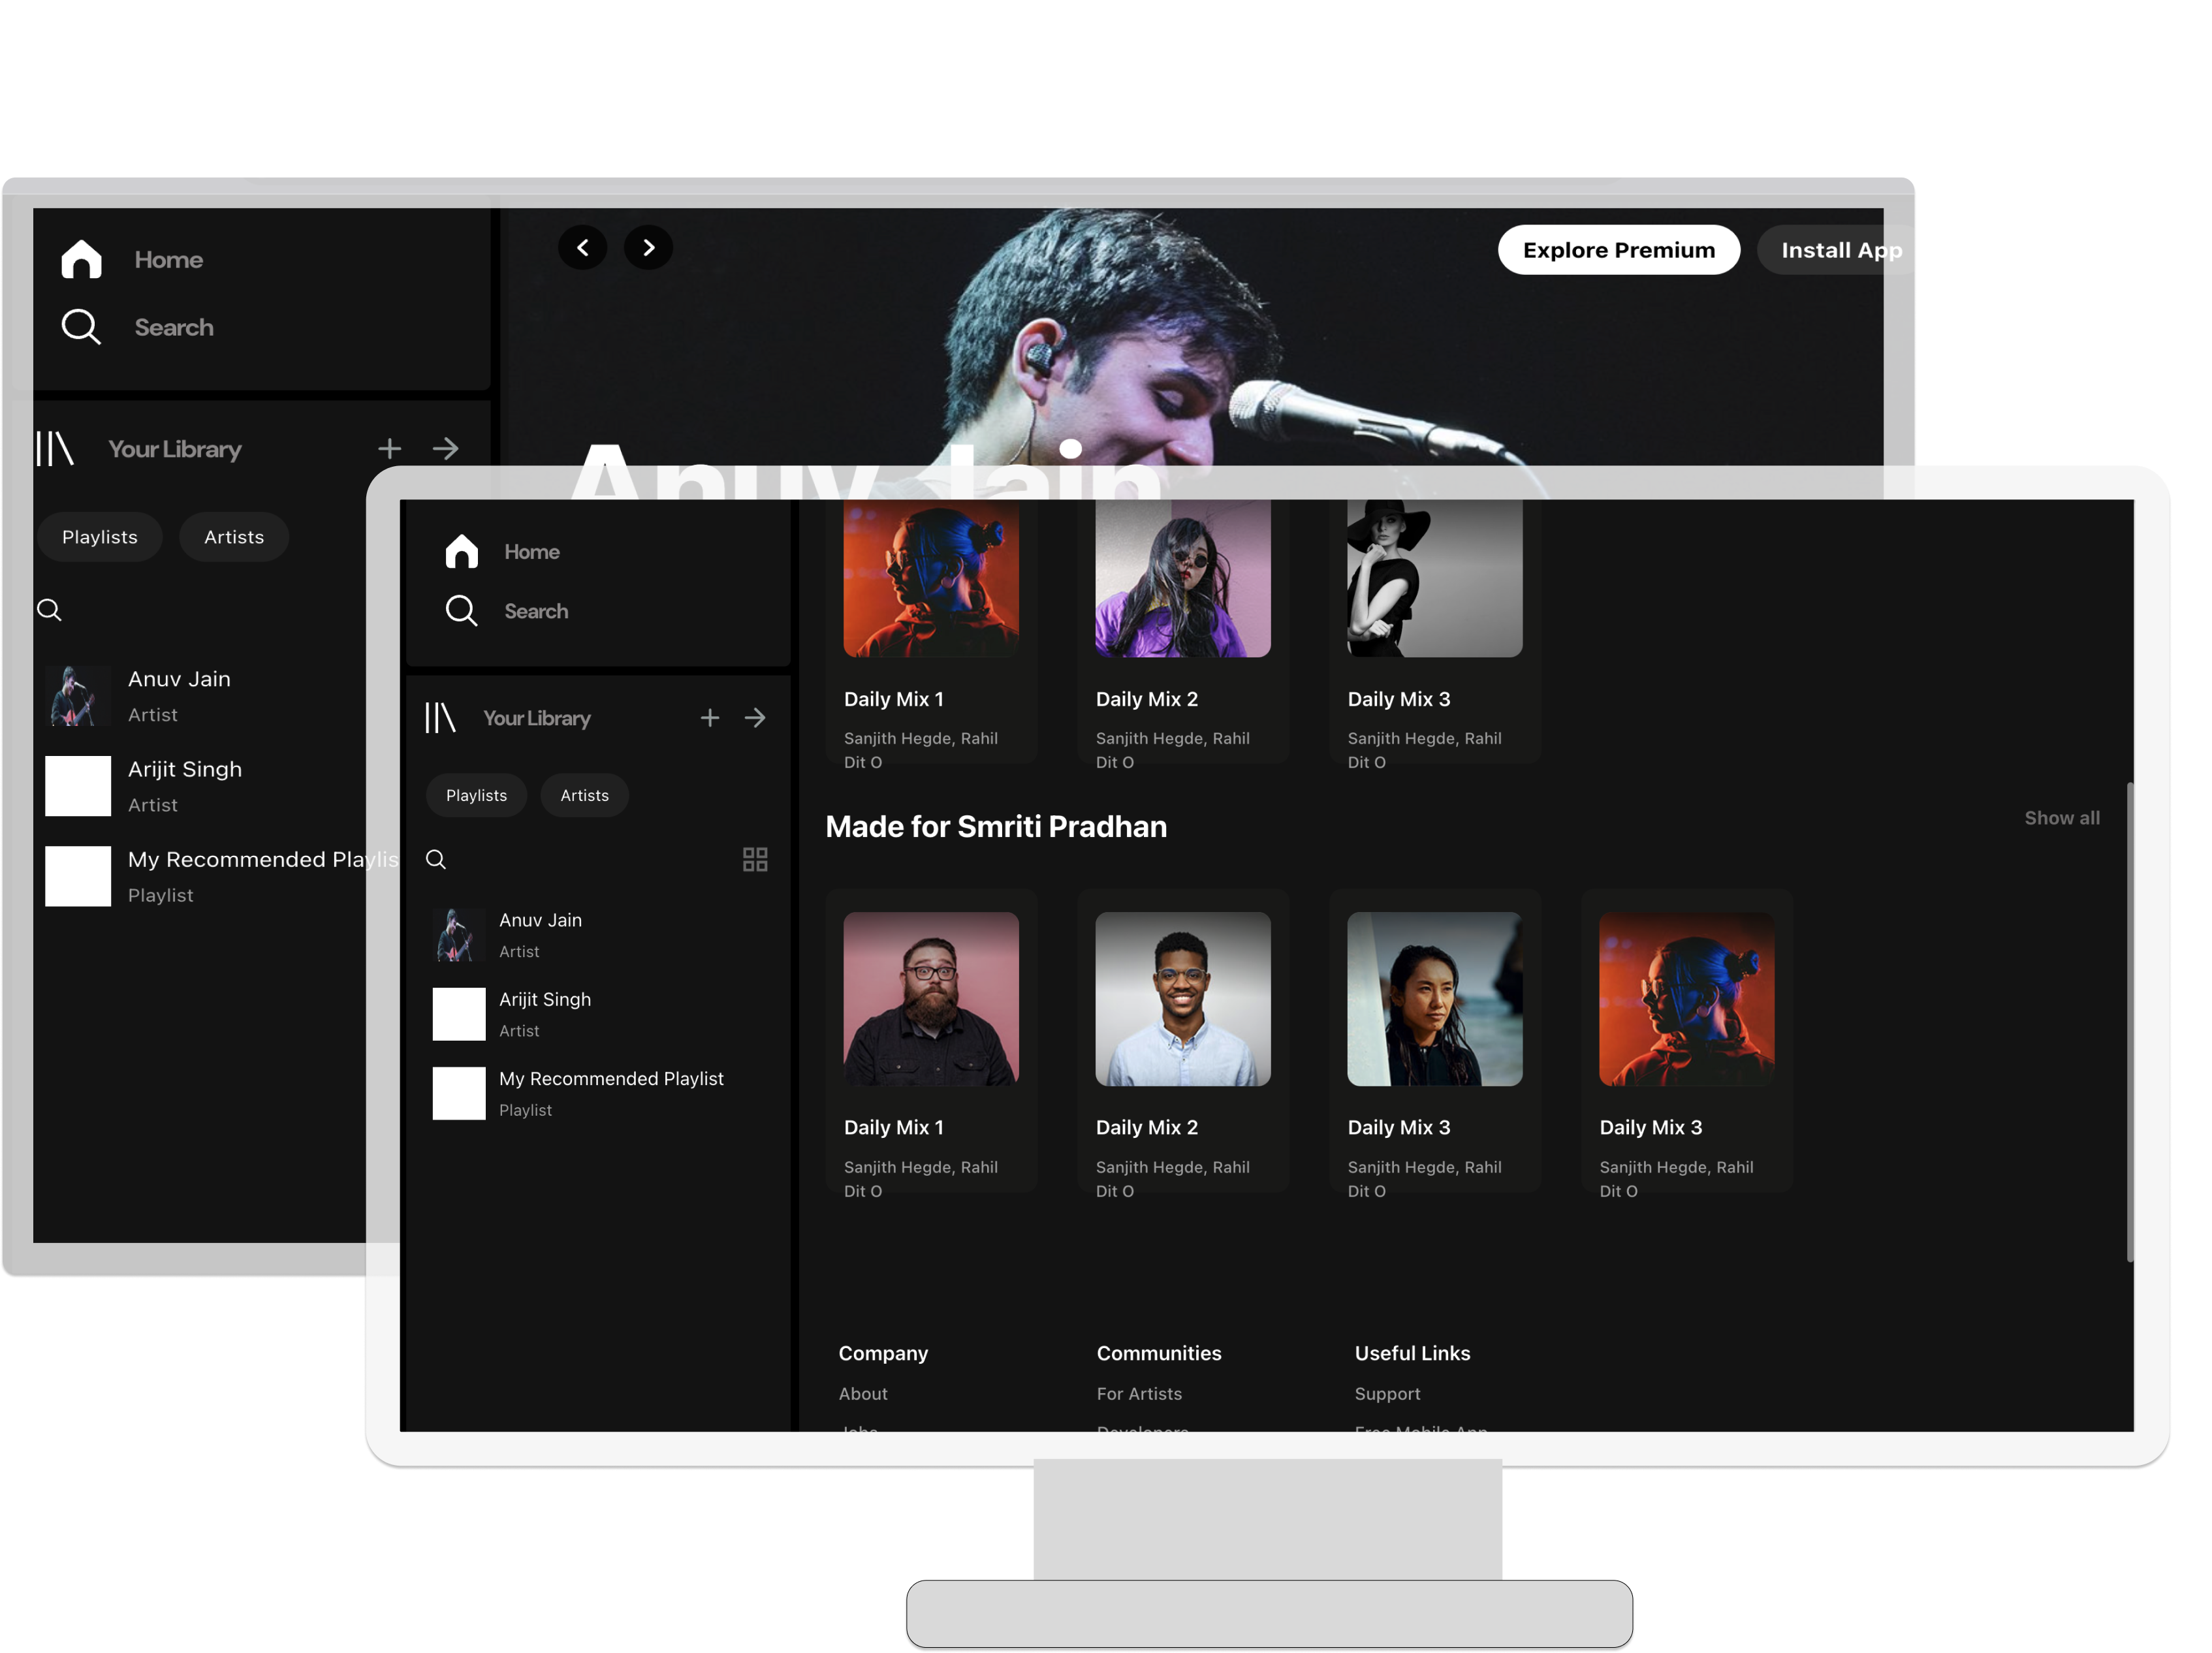 Home
Search
Explore Premium
Install App
Your Library
Anuv Jain
Playlists
Artists
Anuv Jain
Artist
Arijit Singh
Artist
My Recommended Playlis
Playlist
Home
Search
Your Library
Playlists
Artists
Anuv Jain
Artist
Arijit Singh
Artist
My Recommended Playlist
Playlist
Daily Mix 1
Sanjith Hegde, Rahil
Dit O
Daily Mix 2
Sanjith Hegde, Rahil
Dit O
Daily Mix 3
Sanjith Hegde, Rahil
Dit O
Made for Smriti Pradhan
Show all
Daily Mix 1
Sanjith Hegde, Rahil
Dit O
Daily Mix 2
Sanjith Hegde, Rahil
Dit O
Daily Mix 3
Sanjith Hegde, Rahil
Dit O
Daily Mix 3
Sanjith Hegde, Rahil
Dit O
Company
About
Jobs
Communities
For Artists
Developers
Useful Links
Support
Free Mobile App